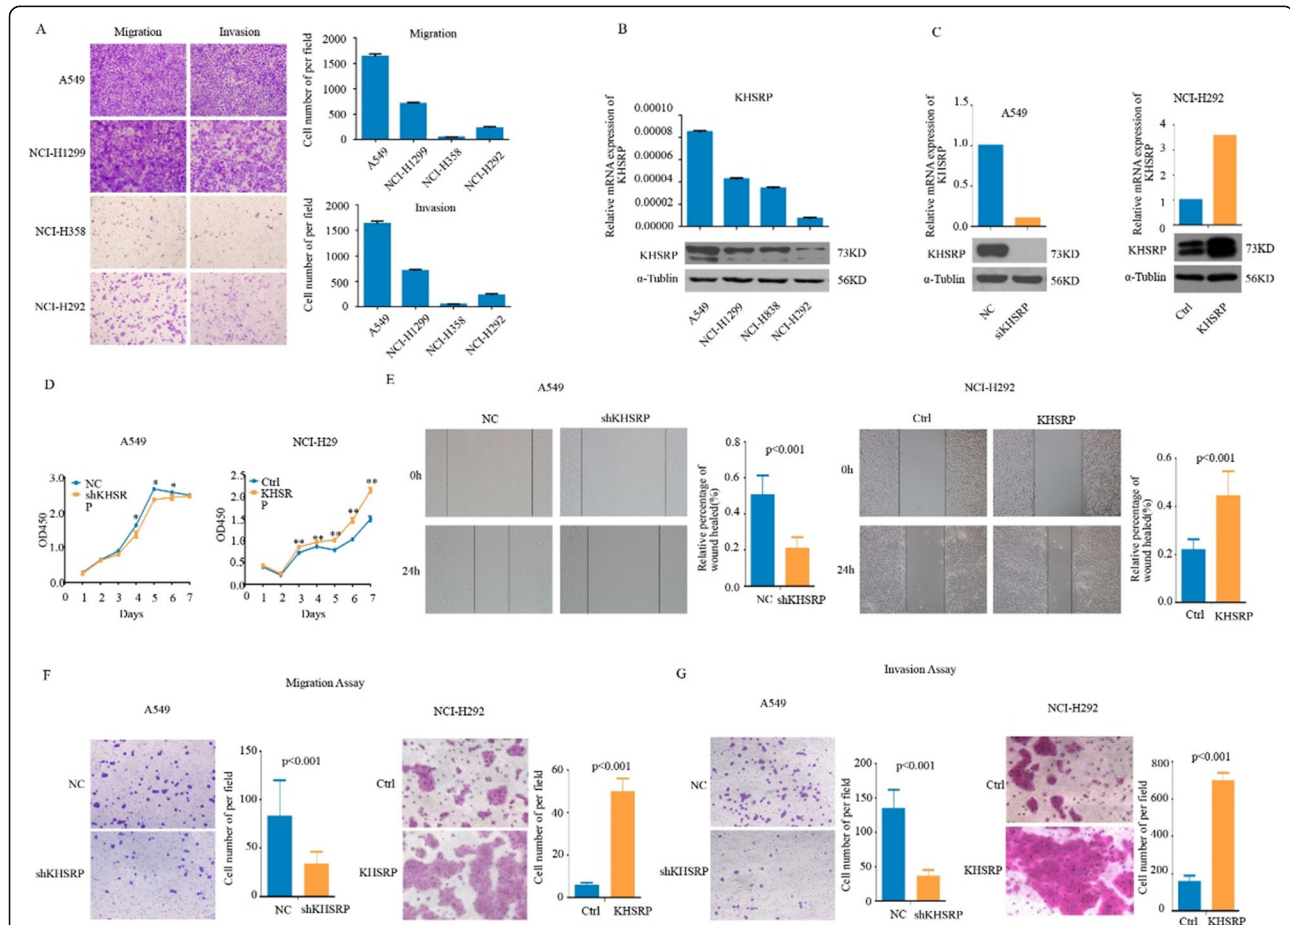 A
Migration
Invasion
A549
NCI-H1299
NCI-H358
NCI-H292
Migration
Cell number of per field
2000
1500
1000
500
0
A549
NCI-H1299
NCI-H358
NCI-H292
Invasion
Cell number of per field
2000
1500
1000
500
0
A549
NCI-H1299
NCI-H358
NCI-H292
B
KHSRP
Relative mRNA expression of
KHSRP
0.00010
0.00008
0.00006
0.00004
0.00002
0.00000
KHSRP
73KD
α-Tublin
56KD
A549
NCI-H1299
NCI-H838
NCI-H292
C
A549
Relative mRNA expression of
KHSRP
1.5
1.0
0.5
0.0
KHSRP
73KD
α-Tublin
56KD
NC
siKHSRP
NCI-H292
Relative mRNA expression of
KHSRP
4
3
2
1
0
KHSRP
73KD
α-Tublin
56KD
Ctrl
KHSRP
D
A549
OD450
3.0
2.0
1.0
0.0
NC
shKHSR
P
* * *
0 1 2 3 4 5 6 7
Days
NCI-H29
OD450
2.5
2.0
1.5
1.0
0.5
0.0
Ctrl
KHSR
P
** ** ** ** **
0 1 2 3 4 5 6 7
Days
E
A549
NC
shKHSRP
0h
24h
Relative percentage of
wound healed(%)
0.8
0.6
0.4
0.2
0.0
p<0.001
NC shKHSRP
NCI-H292
Ctrl
KHSRP
0h
24h
Relative percentage of
wound healed(%)
0.6
0.4
0.2
0.0
p<0.001
Ctrl KHSRP
F
Migration Assay
A549
NC
shKHSRP
Cell number of per field
150
100
50
0
p<0.001
NC shKHSRP
NCI-H292
Ctrl
KHSRP
Cell number of per field
60
40
20
0
p<0.001
Ctrl KHSRP
G
Invasion Assay
A549
NC
shKHSRP
Cell number of per field
200
150
100
50
0
p<0.001
NC shKHSRP
NCI-H292
Ctrl
KHSRP
Cell number of per field
800
600
400
200
0
p<0.001
Ctrl KHSRP